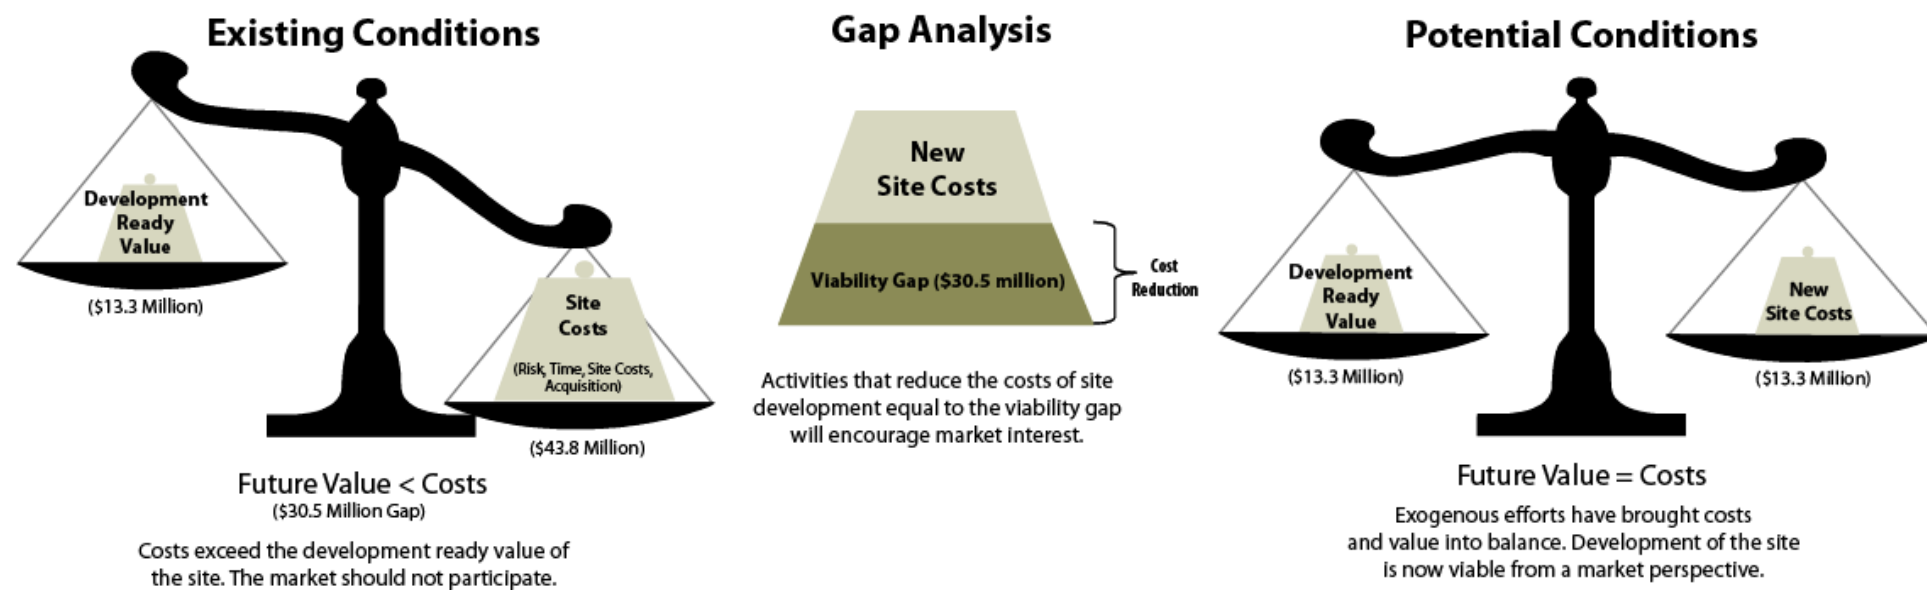 Existing Conditions
Development
Ready
Value
($13.3 Million)
Site
Costs
(Risk, Time, Site Costs,
Acquisition)
($43.8 Million)
Future Value < Costs
($30.5 Million Gap)
Costs exceed the development ready value of
the site. The market should not participate.
Gap Analysis
New
Site Costs
Viability Gap ($30.5 million)
Cost
Reduction
Activities that reduce the costs of site
development equal to the viability gap
will encourage market interest.
Potential Conditions
Development
Ready
Value
($13.3 Million)
New
Site Costs
($13.3 Million)
Future Value = Costs
Exogenous efforts have brought costs
and value into balance. Development of the site
is now viable from a market perspective.